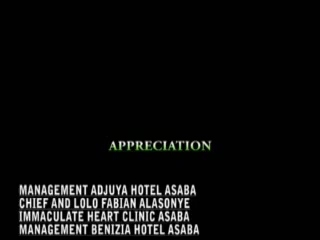 APPRECIATION
MANAGEMENT ADJUYA HOTEL ASABA
CHIEF AND LOLO FABIAN ALASONYE
IMMACULATE HEART CLINIC ASABA
MANAGEMENT BENIZIA HOTEL ASABA